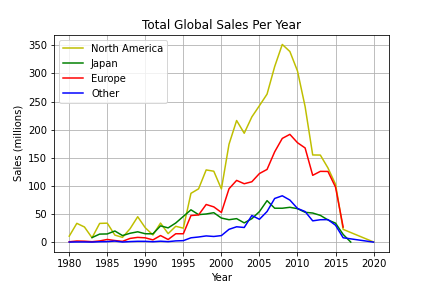 Total Global Sales Per Year
North America
Japan
Europe
Other
Sales (millions)
350
300
250
200
150
100
50
0
1980 1985 1990 1995 2000 2005 2010 2015 2020
Year